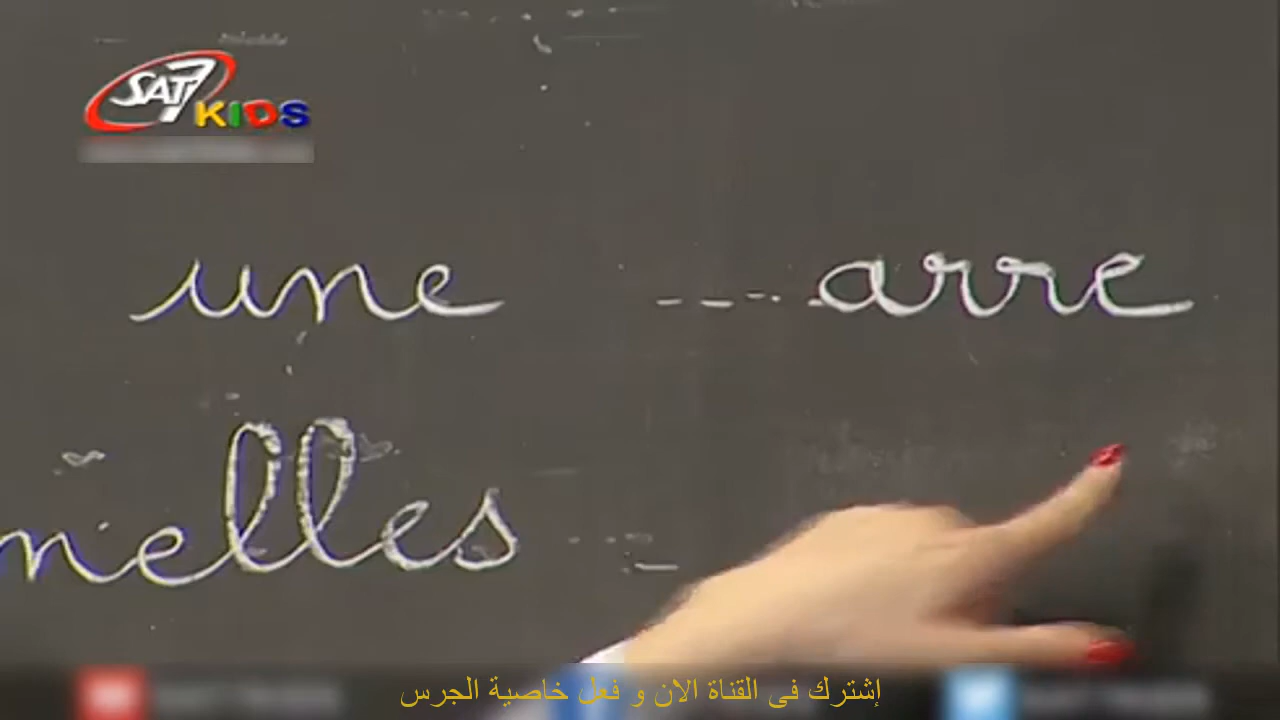 SAT7
KIDS
une arre
nelles
إشترك فى القناة الان و فعل خاصية الجرس